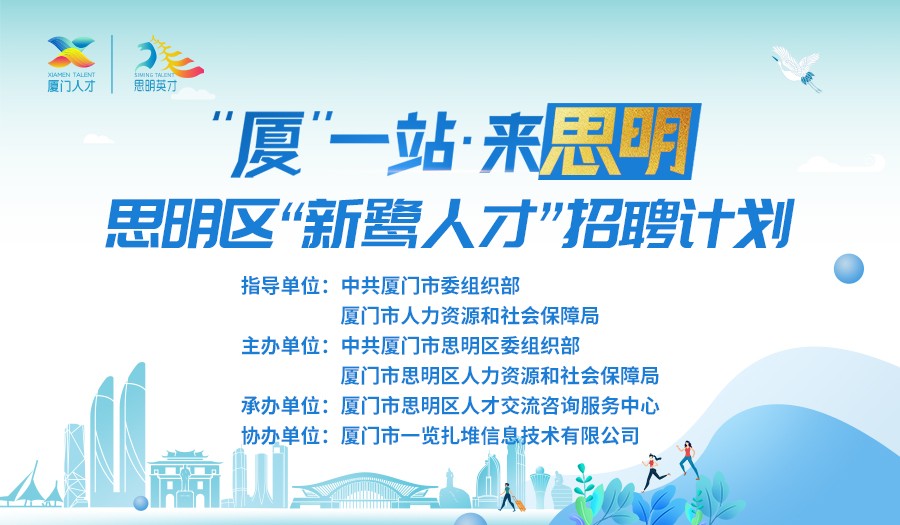 XIAMEN TALENT
厦门人才
SIMING TALENT
思明英才
“厦”一站·来思明
思明区“新鹭人才”招聘计划
指导单位：中共厦门市委组织部
厦门市人力资源和社会保障局
主办单位：中共厦门市思明区委组织部
厦门市思明区人力资源和社会保障局
承办单位：厦门市思明区人才交流咨询服务中心
协办单位：厦门市一览扎堆信息技术有限公司